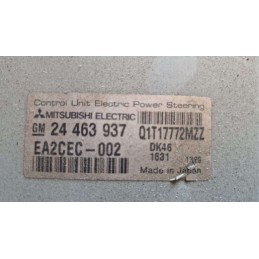 Control Unit Electric Power Steering
MITSUBISHI ELECTRIC
GM 24 463 937 Q1T17772MZZ
EA2CEC-002 DK46
1631
Made in Japan